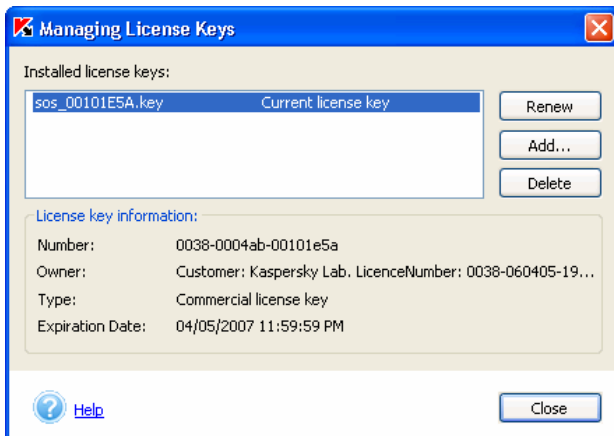 Managing License Keys
Installed license keys:
sos_00101E5A.key Current license key
Renew
Add...
Delete
License key information:
Number: 0038-0004ab-00101e5a
Owner: Customer: Kaspersky Lab. LicenceNumber: 0038-060405-19...
Type: Commercial license key
Expiration Date: 04/05/2007 11:59:59 PM
Help
Close